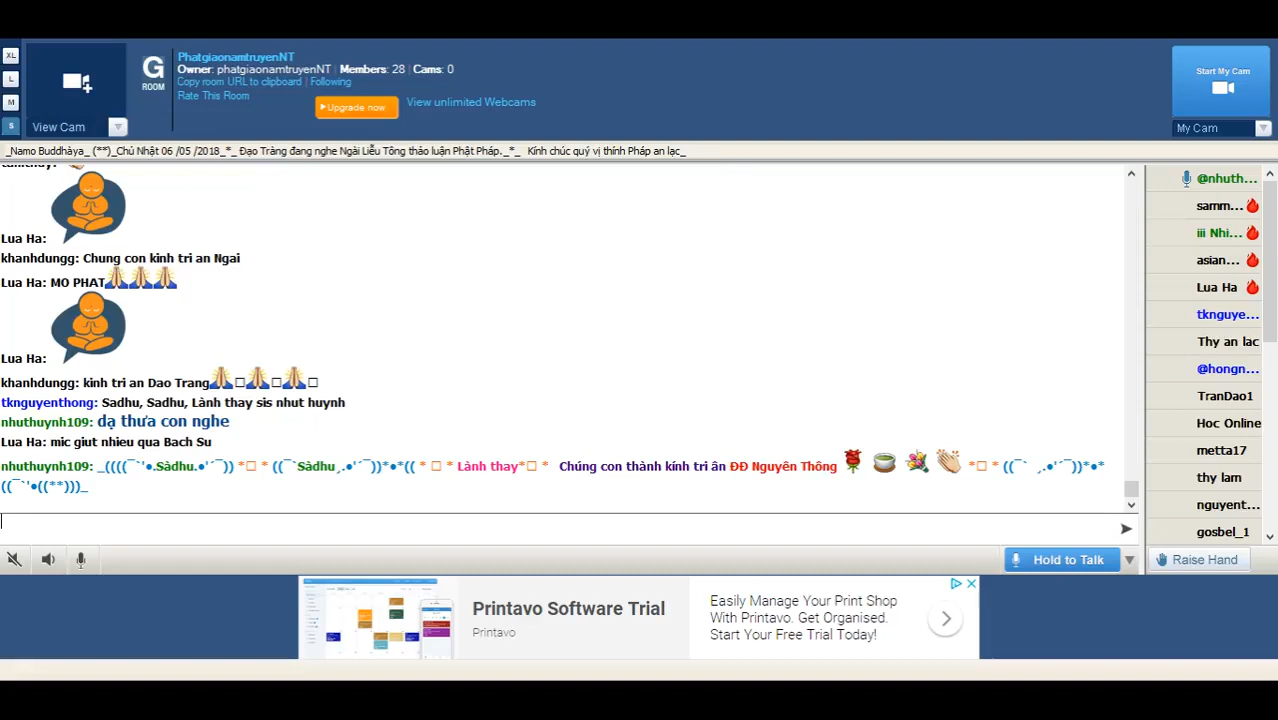 XL
L
M
S
View Cam
G
ROOM
PhatgiaonamtruyenNT
Owner: phatgiaonamtruyenNT | Members: 28 | Cams: 0
Copy room URL to clipboard | Following
Rate This Room
Upgrade now
View unlimited Webcams
Start My Cam
My Cam
_Namo Buddhàya_ (**)_Chủ Nhật 06 /05 /2018_*_ Đạo Tràng đang nghe Ngài Liễu Tông thảo luận Phật Pháp._*_ Kính chúc quý vị thính Pháp an lạc_
Lua Ha:
khanhdungg: Chung con kinh tri an Ngai
Lua Ha: MO PHAT
Lua Ha:
khanhdungg: kinh tri an Dao Trang
tknguyenthong: Sadhu, Sadhu, Lành thay sis nhut huynh
nhuthuynh109: dạ thưa con nghe
Lua Ha: mic giut nhieu qua Bach Su
nhuthuynh109: _((((¯`'●.Sàdhu.●'´¯)) *□ * ((¯`Sàdhu¸.●'´¯))*●*(( * □ * Lành thay*□ * Chúng con thành kính tri ân ĐĐ Nguyên Thông *□ * ((¯` ¸.●'´¯))*●*
((¯`'●((**)))_
@nhuth...
samm...
iii Nhi...
asian...
Lua Ha
tknguye...
Thy an lac
@hongn...
TranDao1
Hoc Online
metta17
thy lam
nguyent...
gosbel_1
Hold to Talk
Raise Hand
Printavo Software Trial
Printavo
Easily Manage Your Print Shop
With Printavo. Get Organised.
Start Your Free Trial Today!